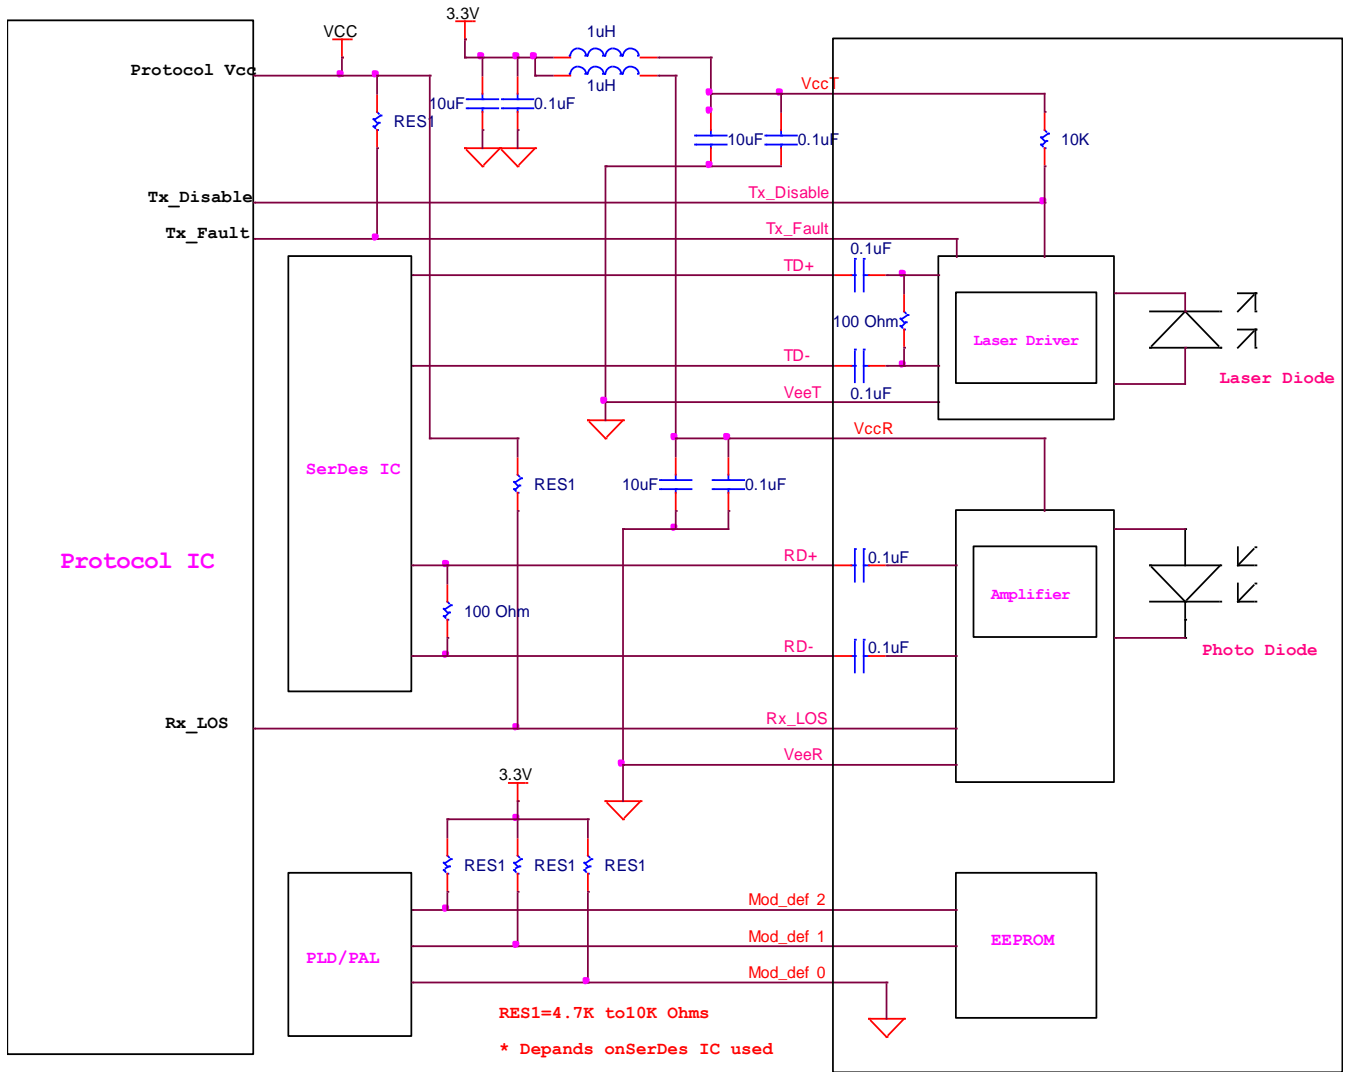 3.3V
VCC
1uH
Protocol Vcc
1uH
VccT
10uF
0.1uF
RES1
10uF
0.1uF
10K
Tx_Disable
Tx_Disable
Tx_Fault
Tx_Fault
0.1uF
TD+
100 Ohm
Laser Driver
TD-
Laser Diode
VeeT
0.1uF
VccR
SerDes IC
RES1
10uF
0.1uF
Protocol IC
RD+
0.1uF
Amplifier
100 Ohm
RD-
0.1uF
Photo Diode
Rx_LOS
Rx_LOS
VeeR
3.3V
RES1
RES1
RES1
Mod_def 2
Mod_def 1
EEPROM
PLD/PAL
Mod_def 0
RES1=4.7K to10K Ohms
* Depands onSerDes IC used